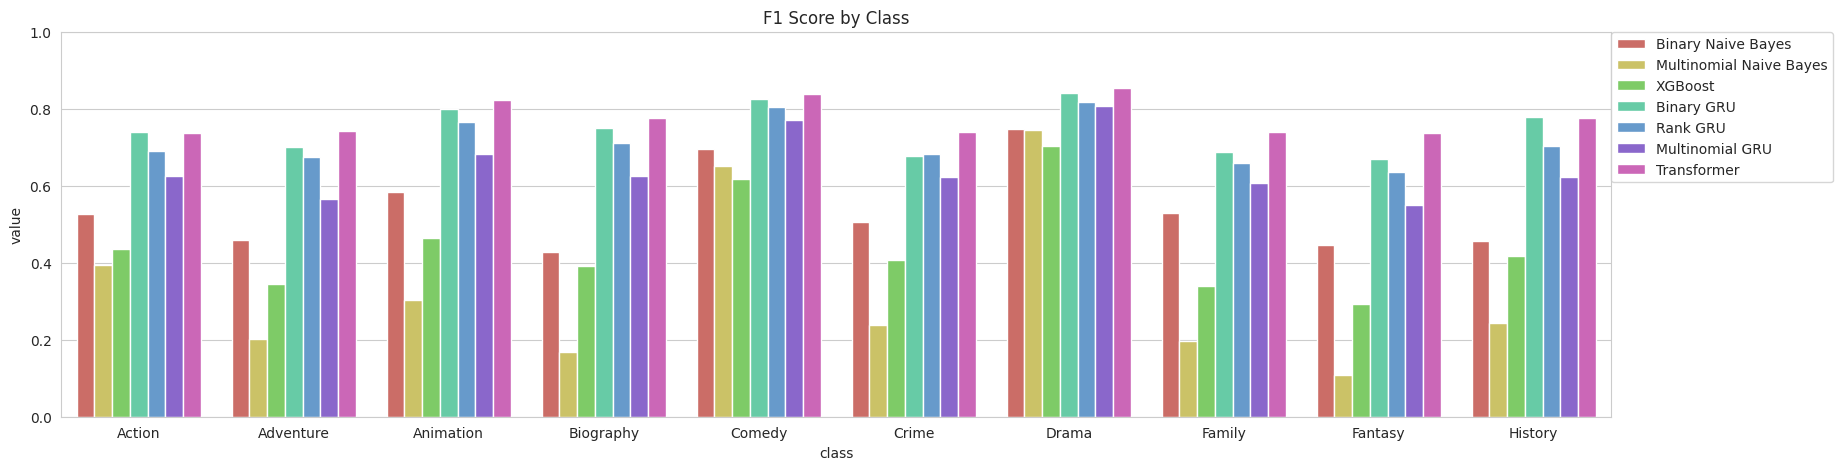 F1 Score by Class
1.0
0.8
0.6
0.4
0.2
0.0
value
Action Adventure Animation Biography Comedy Crime Drama Family Fantasy History
class
Binary Naive Bayes
Multinomial Naive Bayes
XGBoost
Binary GRU
Rank GRU
Multinomial GRU
Transformer